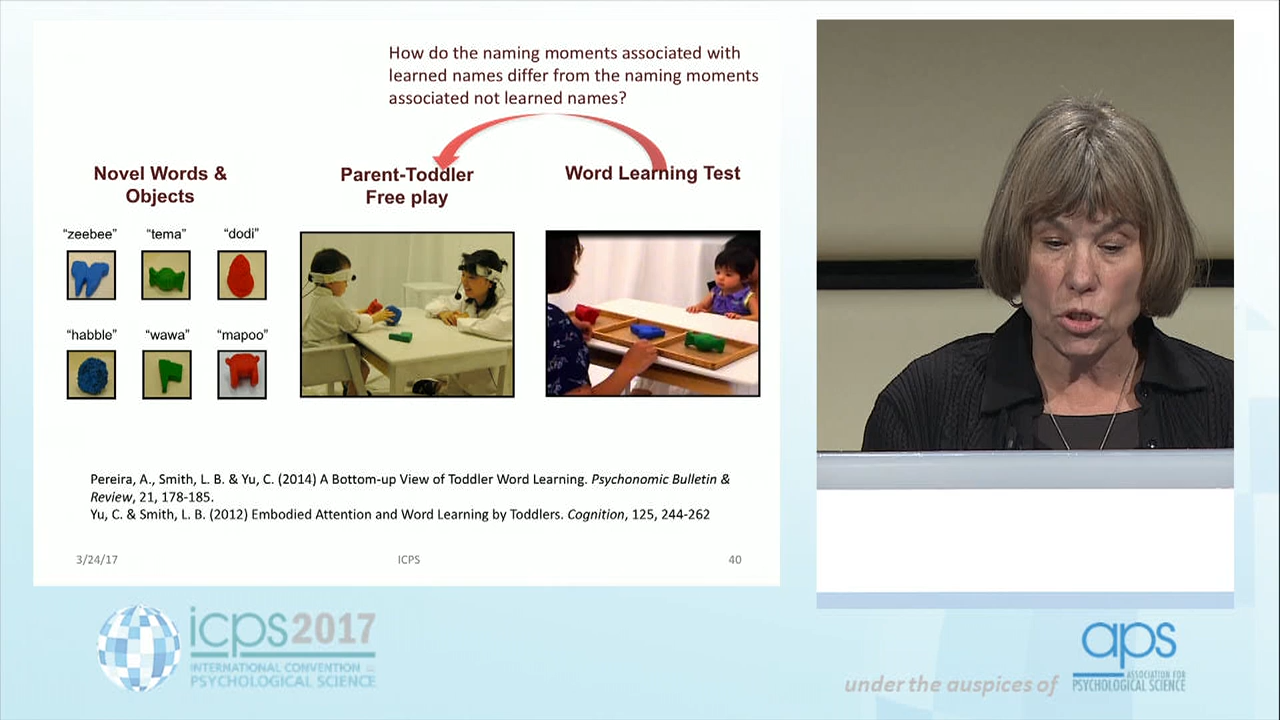 How do the naming moments associated with
learned names differ from the naming moments
associated not learned names?
Novel Words &
Objects
Parent-Toddler
Free play
Word Learning Test
“zeebee”
“tema”
“dodi”
“habble”
“wawa”
“mapoo”
Pereira, A., Smith, L. B. & Yu, C. (2014) A Bottom-up View of Toddler Word Learning. Psychonomic Bulletin &
Review, 21, 178-185.
Yu, C. & Smith, L. B. (2012) Embodied Attention and Word Learning by Toddlers. Cognition, 125, 244-262
3/24/17
ICPS
40
icps2017
INTERNATIONAL CONVENTION
PSYCHOLOGICAL SCIENCE
under the auspices of
aps
ASSOCIATION FOR
PSYCHOLOGICAL SCIENCE